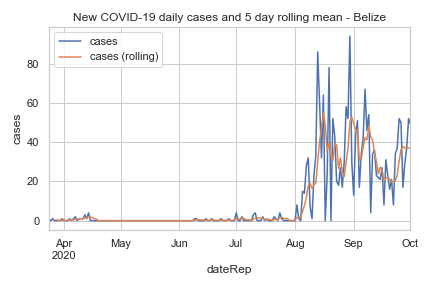 New COVID-19 daily cases and 5 day rolling mean - Belize
cases
cases (rolling)
cases
80
60
40
20
0
Apr
2020
May
Jun
Jul
Aug
Sep
Oct
dateRep